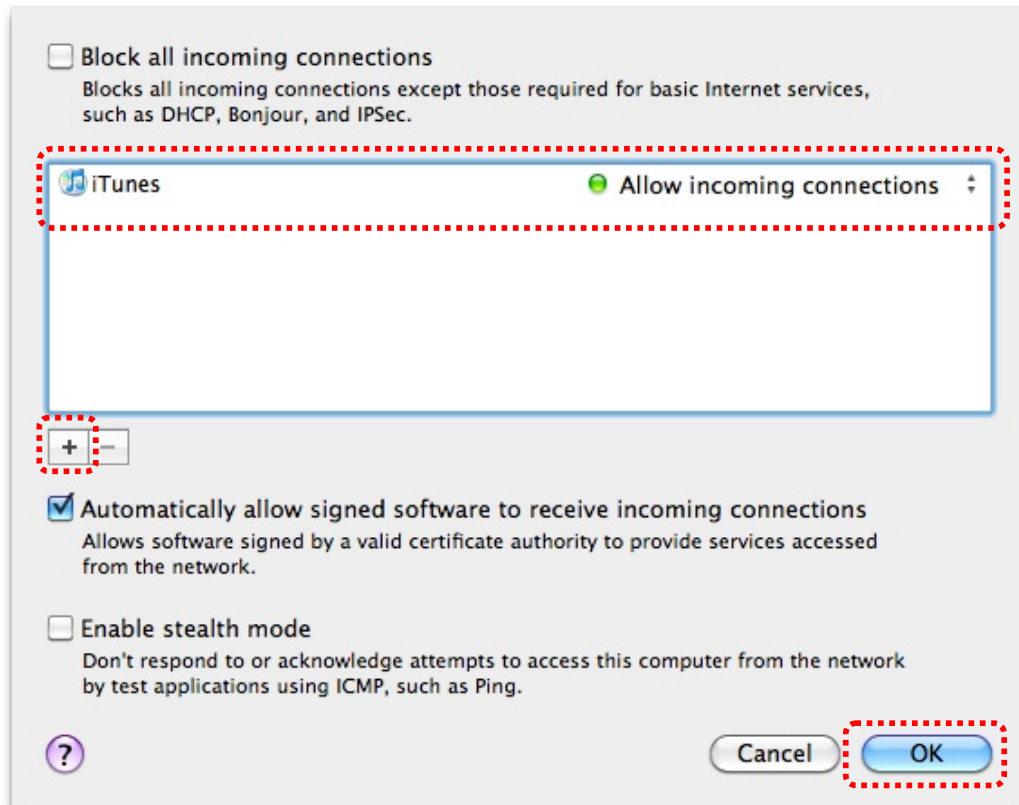 Block all incoming connections
Blocks all incoming connections except those required for basic Internet services,
such as DHCP, Bonjour, and IPSec.
iTunes Allow incoming connections
+ −
Automatically allow signed software to receive incoming connections
Allows software signed by a valid certificate authority to provide services accessed
from the network.
Enable stealth mode
Don't respond to or acknowledge attempts to access this computer from the network
by test applications using ICMP, such as Ping.
? Cancel OK